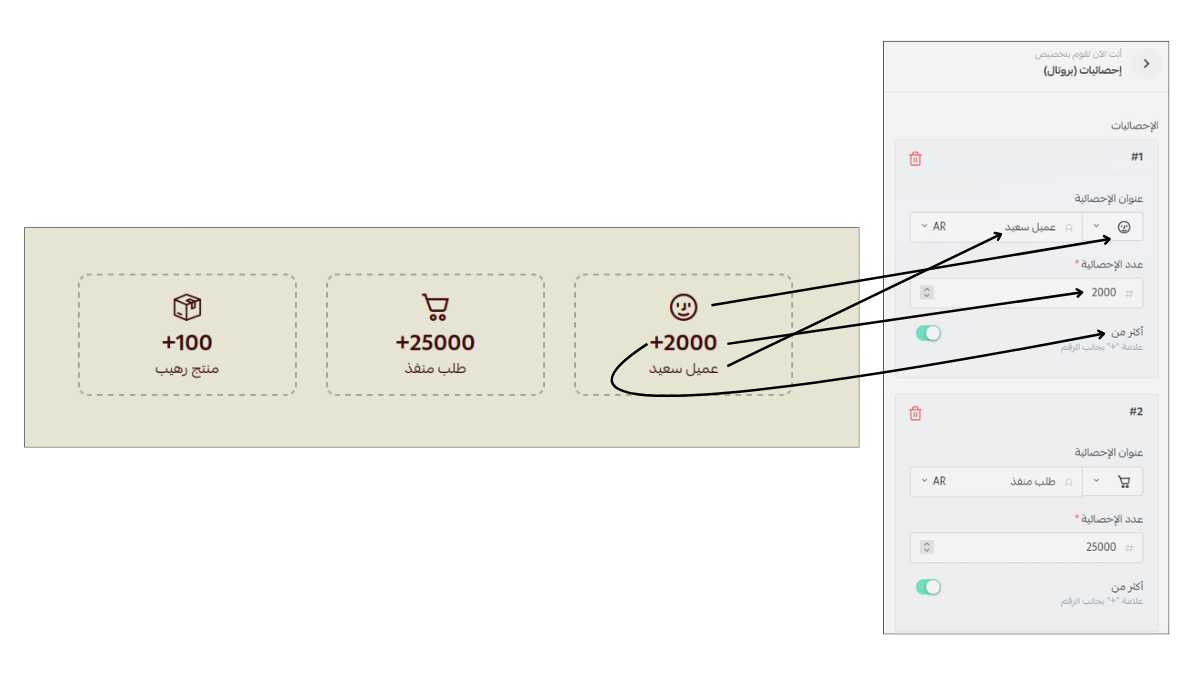 أنت الآن تقوم بتخصيص
إحصائيات (برونال)
الإحصائيات
#1
عنوان الإحصائية
عميل سعيد
AR
عدد الإحصائية *
2000
#
أكثر من
علامة "+" بجانب الرقم
#2
عنوان الإحصائية
طلب منفذ
AR
عدد الإحصائية *
25000
#
أكثر من
علامة "+" بجانب الرقم
+2000
عميل سعيد
+25000
طلب منفذ
+100
منتج رهيب